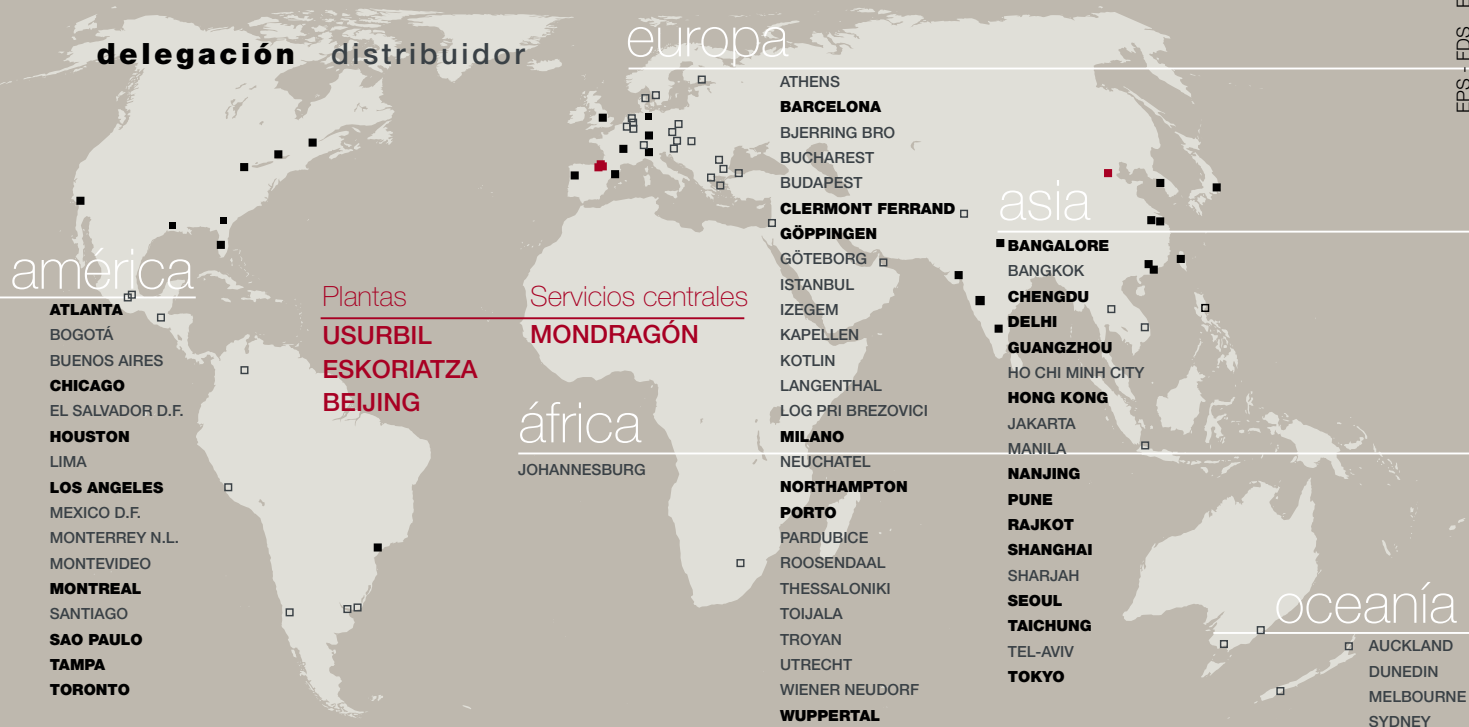 delegación distribuidor
europa
ATHENS
BARCELONA
BJERRING BRO
BUCHAREST
BUDAPEST
CLERMONT FERRAND
GÖPPINGEN
GÖTEBORG
ISTANBUL
IZEGEM
KAPELLEN
KOTLIN
LANGENTHAL
LOG PRI BREZOVICI
MILANO
NEUCHATEL
NORTHAMPTON
PORTO
PARDUBICE
ROOSENDAAL
THESSALONIKI
TOIJALA
TROYAN
UTRECHT
WIENER NEUDORF
WUPPERTAL
asia
BANGALORE
BANGKOK
CHENGDU
DELHI
GUANGZHOU
HO CHI MINH CITY
HONG KONG
JAKARTA
MANILA
NANJING
PUNE
RAJKOT
SHANGHAI
SHARJAH
SEOUL
TAICHUNG
TEL-AVIV
TOKYO
américa
ATLANTA
BOGOTÁ
BUENOS AIRES
CHICAGO
EL SALVADOR D.F.
HOUSTON
LIMA
LOS ANGELES
MEXICO D.F.
MONTERREY N.L.
MONTEVIDEO
MONTREAL
SANTIAGO
SAO PAULO
TAMPA
TORONTO
Plantas
USURBIL
ESKORIATZA
BEIJING
Servicios centrales
MONDRAGÓN
áfrica
JOHANNESBURG
oceanía
AUCKLAND
DUNEDIN
MELBOURNE
SYDNEY
EPS - EDS